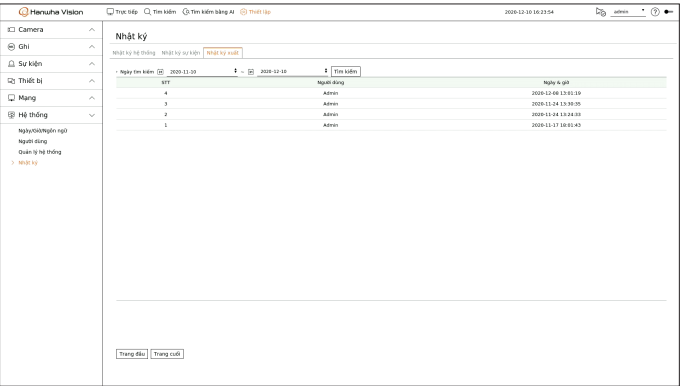 Hanwha Vision
Trực tiếp Tìm kiếm Tìm kiếm bằng AI Thiết lập 2020-12-10 16:23:54 admin ?
Camera
Ghi
Sự kiện
Thiết bị
Mạng
Hệ thống
Ngày/Giờ/Ngôn ngữ
Người dùng
Quản lý hệ thống
Nhật ký
Nhật ký
Nhật ký hệ thống Nhật ký sự kiện Nhật ký xuất
Ngày tìm kiếm 2020-11-10 ~ 2020-12-10 Tìm kiếm
STT Người dùng Ngày & giờ
4 Admin 2020-12-08 13:01:19
3 Admin 2020-11-24 13:30:35
2 Admin 2020-11-24 13:24:33
1 Admin 2020-11-17 18:01:43
Trang đầu Trang cuối